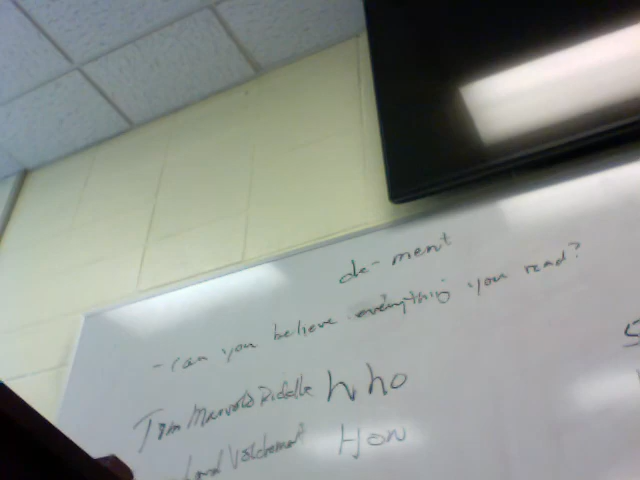 de-ment
- can you believe everything you read?
Tom Marvolo Riddle who
Lord Voldemort How